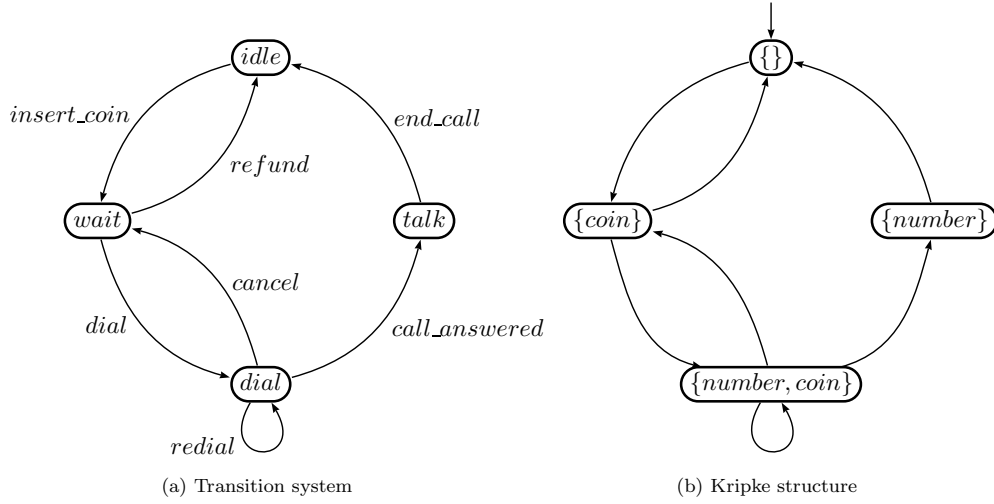 idle
{}
insert_coin
end_call
refund
wait
talk
{coin}
{number}
cancel
dial
call_answered
dial
{number, coin}
redial
(a) Transition system
(b) Kripke structure